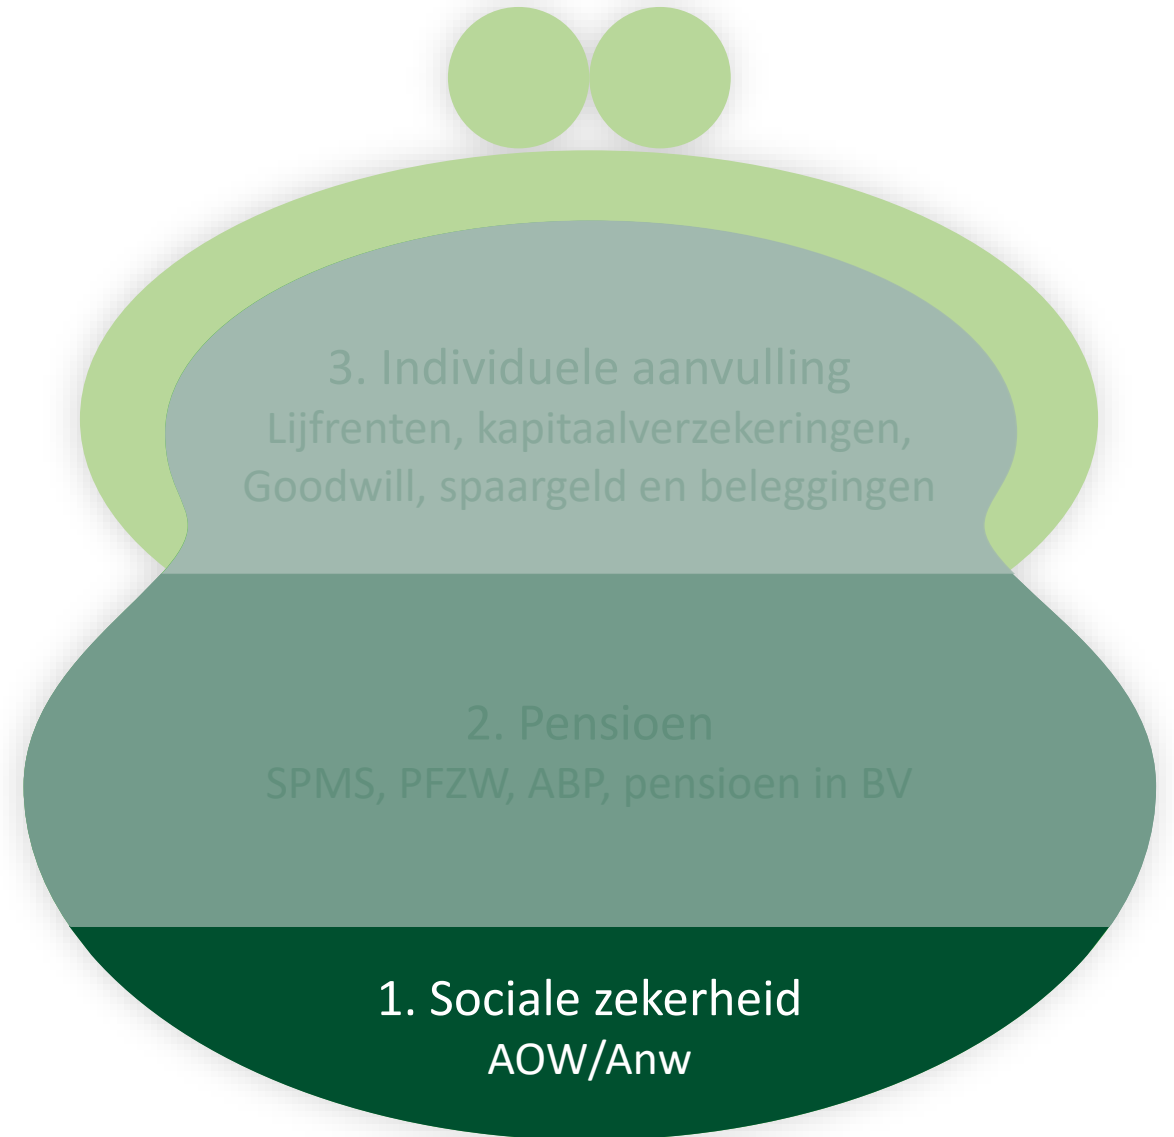 3. Individuele aanvulling
Lijfrenten, kapitaalverzekeringen,
Goodwill, spaargeld en beleggingen
2. Pensioen
SPMS, PFZW, ABP, pensioen in BV
1. Sociale zekerheid
AOW/Anw